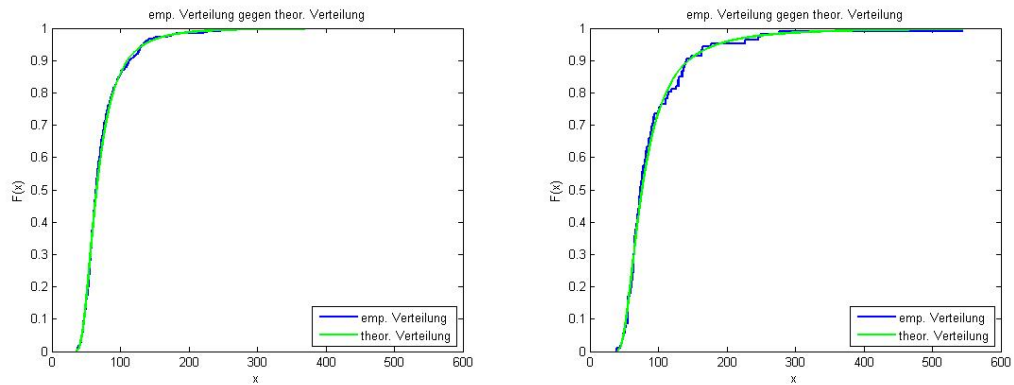 emp. Verteilung gegen theor. Verteilung
1
0.9
0.8
0.7
0.6
0.5
0.4
0.3
0.2
0.1
0
F(x)
emp. Verteilung
theor. Verteilung
0 100 200 300 400 500 600
x
emp. Verteilung gegen theor. Verteilung
1
0.9
0.8
0.7
0.6
0.5
0.4
0.3
0.2
0.1
0
F(x)
emp. Verteilung
theor. Verteilung
0 100 200 300 400 500 600
x